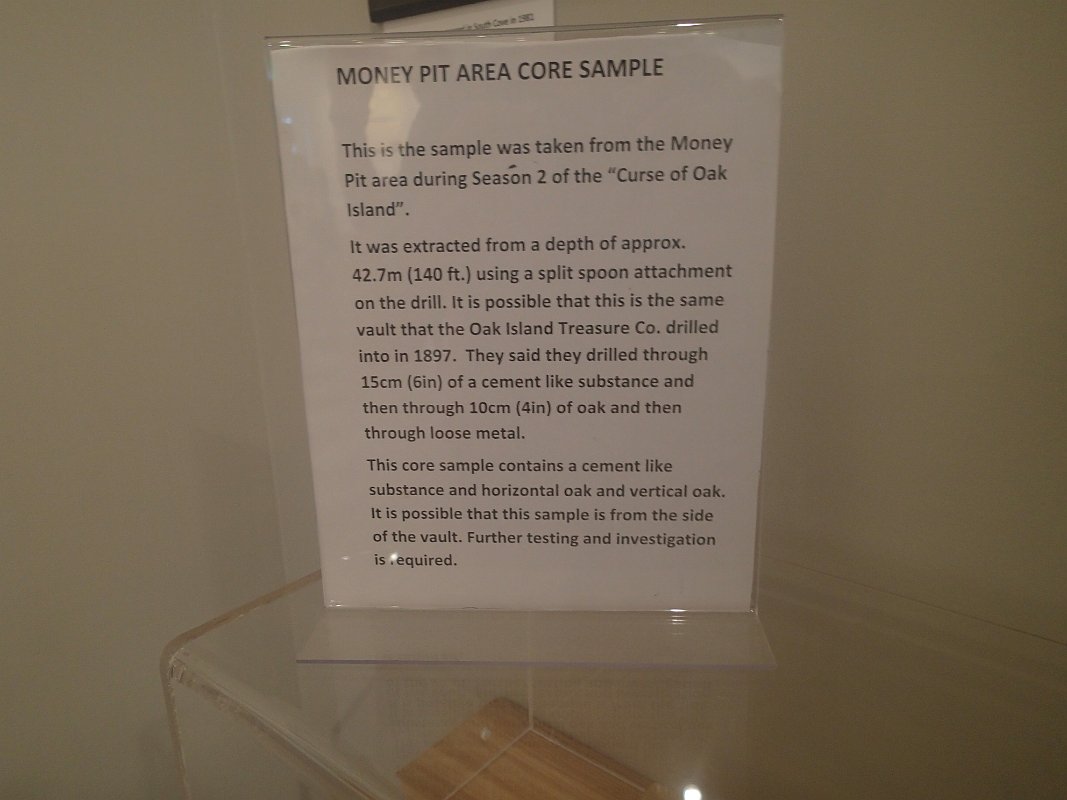 in South Cove in 1981
MONEY PIT AREA CORE SAMPLE
This is the sample was taken from the Money
Pit area during Season 2 of the “Curse of Oak
Island”.
It was extracted from a depth of approx.
42.7m (140 ft.) using a split spoon attachment
on the drill. It is possible that this is the same
vault that the Oak Island Treasure Co. drilled
into in 1897. They said they drilled through
15cm (6in) of a cement like substance and
then through 10cm (4in) of oak and then
through loose metal.
This core sample contains a cement like
substance and horizontal oak and vertical oak.
It is possible that this sample is from the side
of the vault. Further testing and investigation
is required.